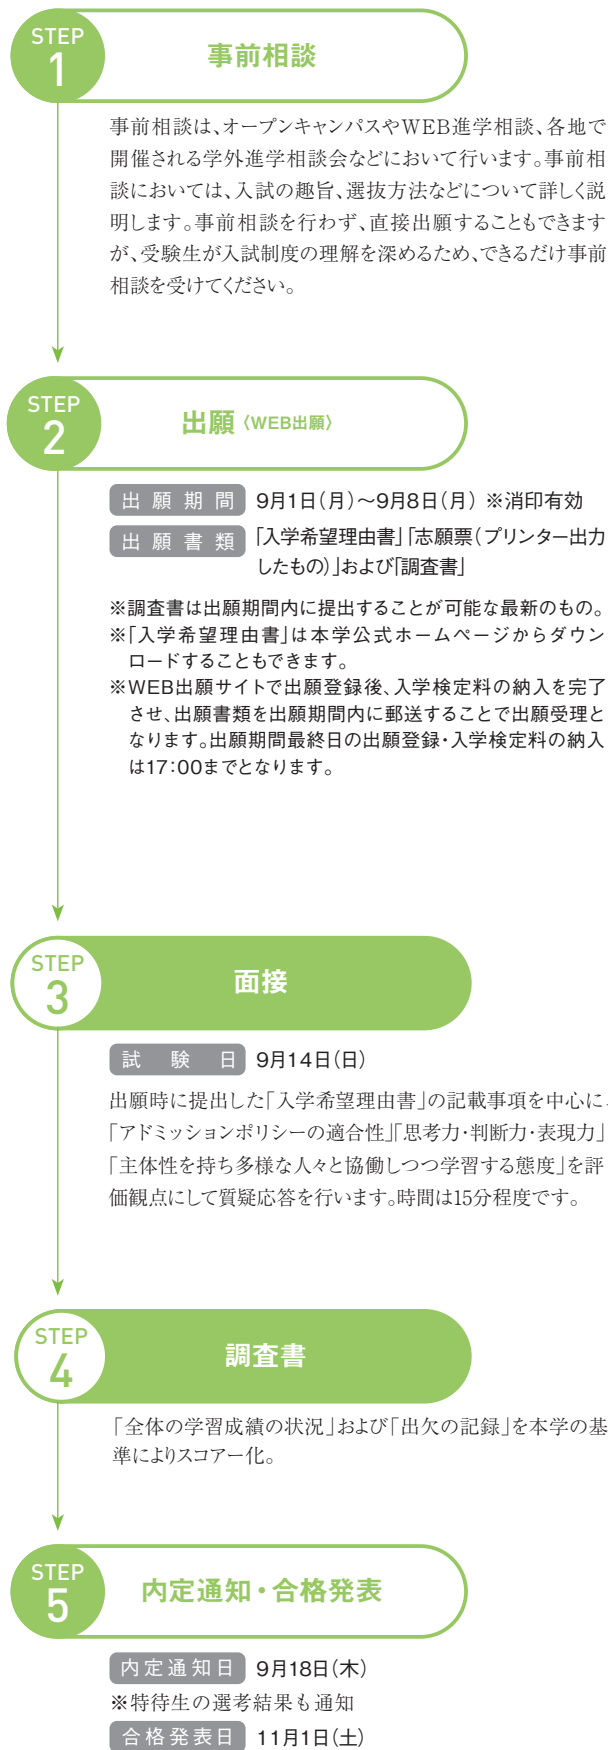 STEP
1
事前相談
事前相談は、オープンキャンパスやWEB進学相談、各地で
開催される学外進学相談会などにおいて行います。事前相
談においては、入試の趣旨、選抜方法などについて詳しく説
明します。事前相談を行わず、直接出願することもできます
が、受験生が入試制度の理解を深めるため、できるだけ事前
相談を受けてください。
STEP
2
出願〈WEB出願〉
出願期間 9月1日(月)～9月8日(月) ※消印有効
出願書類 「入学希望理由書」「志願票(プリンター出力
したもの)」および「調査書」
※調査書は出願期間内に提出することが可能な最新のもの。
※「入学希望理由書」は本学公式ホームページからダウン
ロードすることもできます。
※WEB出願サイトで出願登録後、入学検定料の納入を完了
させ、出願書類を出願期間内に郵送することで出願受理と
なります。出願期間最終日の出願登録・入学検定料の納入
は17:00までとなります。
STEP
3
面接
試験日 9月14日(日)
出願時に提出した「入学希望理由書」の記載事項を中心に、
「アドミッションポリシーの適合性」「思考力・判断力・表現力」
「主体性を持ち多様な人々と協働しつつ学習する態度」を評
価観点にして質疑応答を行います。時間は15分程度です。
STEP
4
調査書
「全体の学習成績の状況」および「出欠の記録」を本学の基
準によりスコアー化。
STEP
5
内定通知・合格発表
内定通知日 9月18日(木)
※特待生の選考結果も通知
合格発表日 11月1日(土)